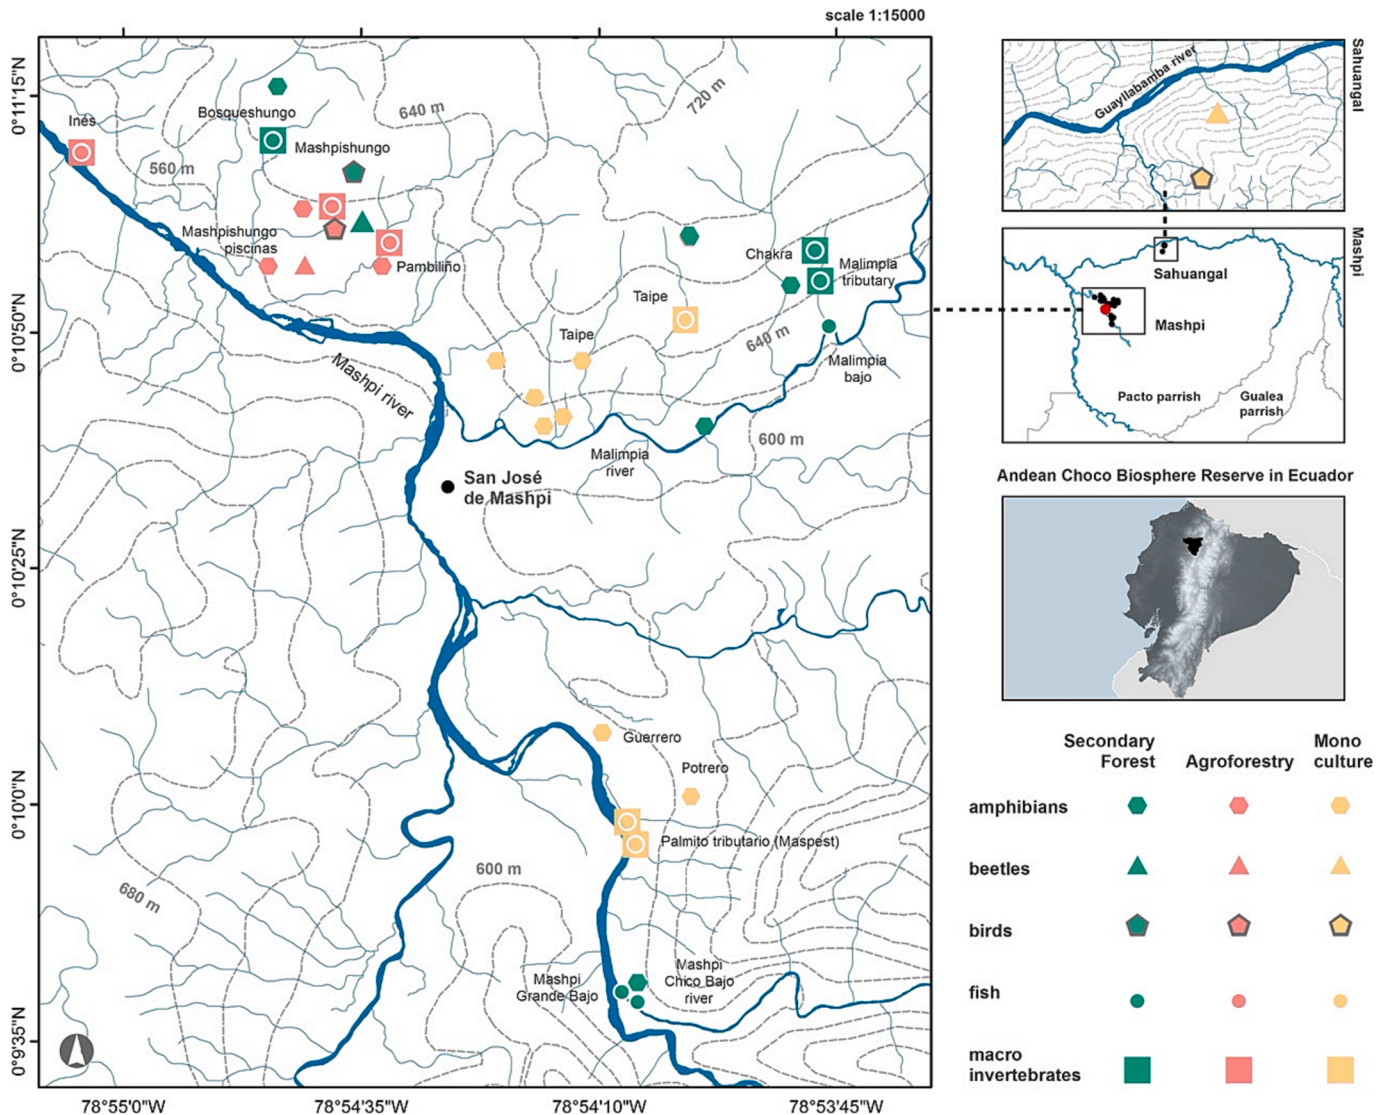 scale 1:15000
0°11'15"N
0°10'50"N
0°10'25"N
0°10'0"N
0°9'35"N
78°55'0"W
78°54'35"W
78°54'10"W
78°53'45"W
Inés
Bosqueshungo
640 m
720 m
Mashpishungo
560 m
Mashpishungo
piscinas
Pambiliño
Chakra
Malimpia
tributary
Taipe
Taipe
640 m
Malimpia
bajo
Mashpi river
600 m
Malimpia
river
San José
de Mashpi
Guerrero
Potrero
Palmito tributario (Maspest)
600 m
680 m
Mashpi
Grande Bajo
Mashpi
Chico Bajo
river
Guayllabamba river
Sahuangal
Mashpi
Sahuangal
Mashpi
Pacto parrish
Gualea
parrish
Andean Choco Biosphere Reserve in Ecuador
Secondary
Forest
Agroforestry
Mono
culture
amphibians
beetles
birds
fish
macro
invertebrates